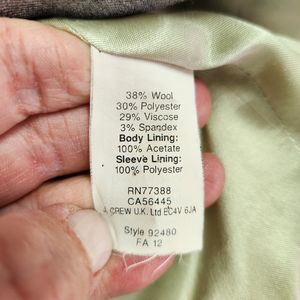 38% Wool
30% Polyester
29% Viscose
3% Spandex
Body Lining:
100% Acetate
Sleeve Lining:
100% Polyester
RN77388
CA56445
J. CREW U.K. Ltd EC4V 6JA
Style 92480
FA 12